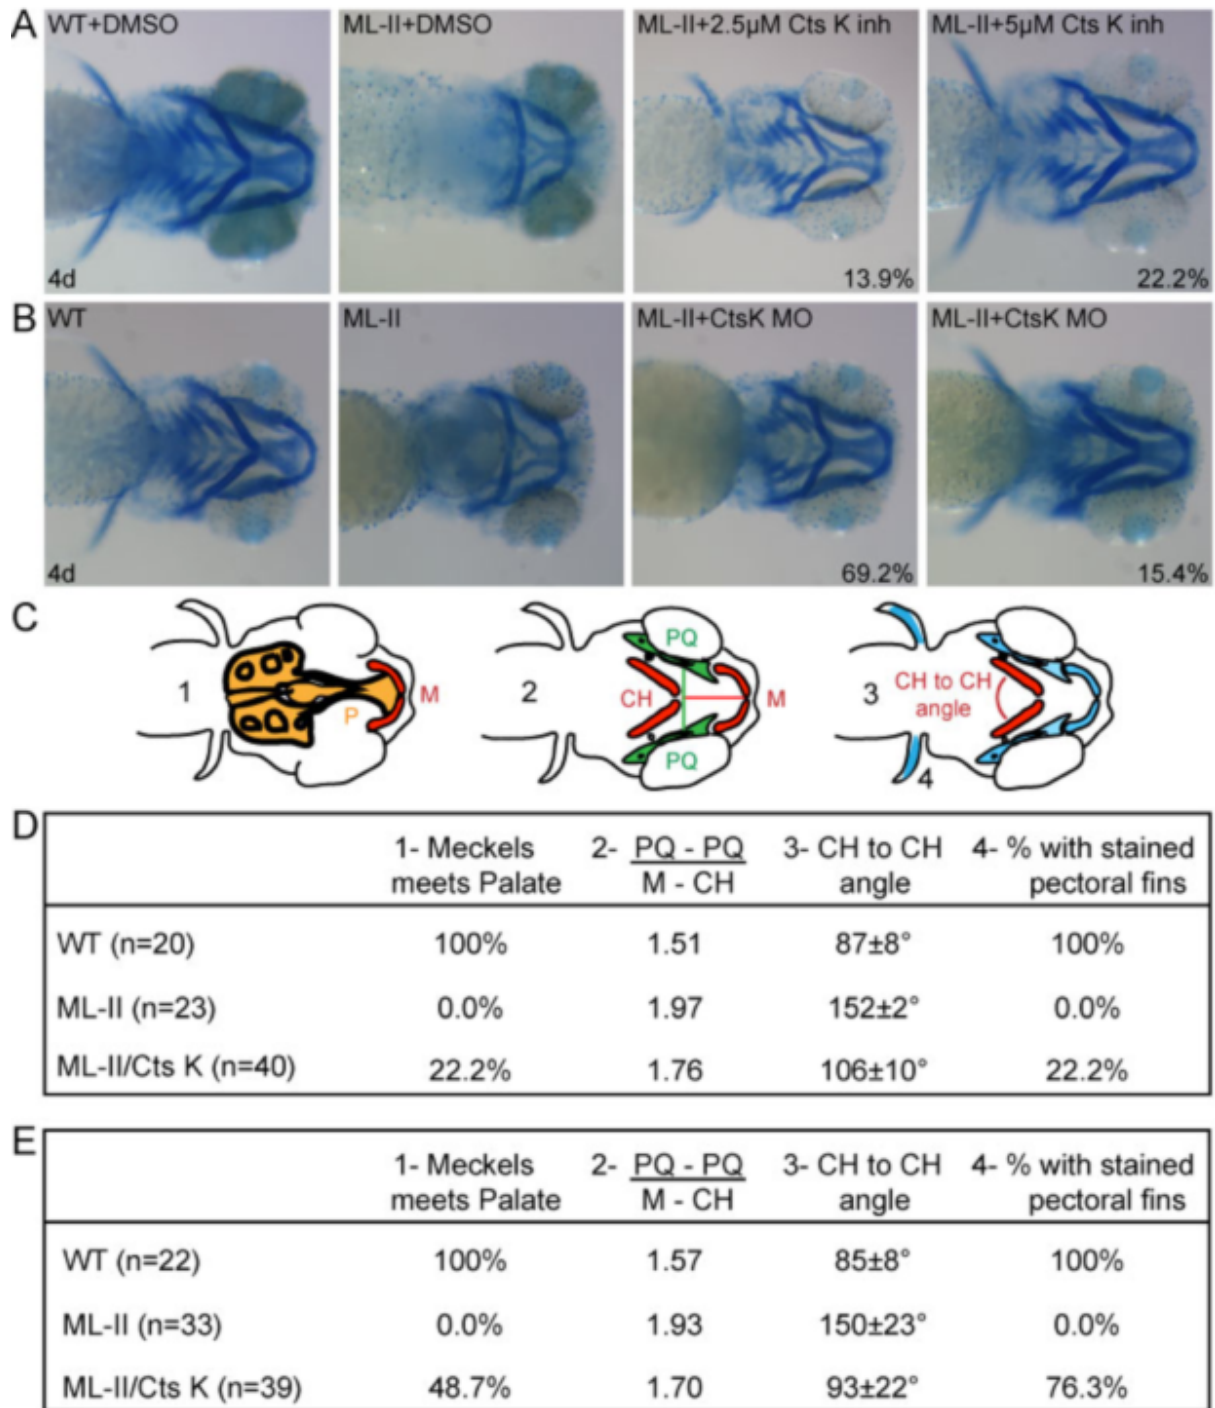 A
WT+DMSO
ML-II+DMSO
ML-II+2.5µM Cts K inh
ML-II+5µM Cts K inh
4d
13.9%
22.2%
B
WT
ML-II
ML-II+CtsK MO
ML-II+CtsK MO
4d
69.2%
15.4%
C
1
P
M
2
PQ
CH
M
PQ
3
CH to CH
angle
4
D
1- Meckels meets Palate
2- PQ - PQ
M - CH
3- CH to CH angle
4- % with stained pectoral fins
WT (n=20) 100% 1.51 87±8° 100%
ML-II (n=23) 0.0% 1.97 152±2° 0.0%
ML-II/Cts K (n=40) 22.2% 1.76 106±10° 22.2%
E
1- Meckels meets Palate
2- PQ - PQ
M - CH
3- CH to CH angle
4- % with stained pectoral fins
WT (n=22) 100% 1.57 85±8° 100%
ML-II (n=33) 0.0% 1.93 150±23° 0.0%
ML-II/Cts K (n=39) 48.7% 1.70 93±22° 76.3%